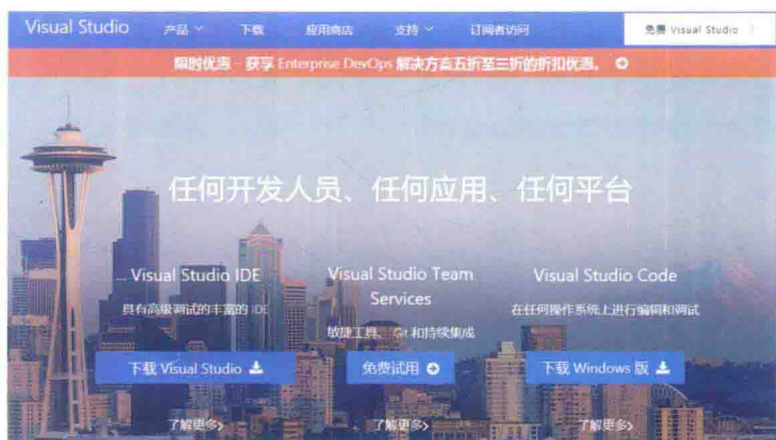 Visual Studio 产品 下载 应用商店 支持 订阅者访问 免费 Visual Studio
限时优惠 – 获享 Enterprise DevOps 解决方案五折至三折的折扣优惠。
任何开发人员、任何应用、任何平台
Visual Studio IDE
具有高级调试的丰富的 IDE
下载 Visual Studio
了解更多>
Visual Studio Team
Services
敏捷工具、 Git 和持续集成
免费试用
了解更多>
Visual Studio Code
在任何操作系统上进行编辑和调试
下载 Windows 版
了解更多>